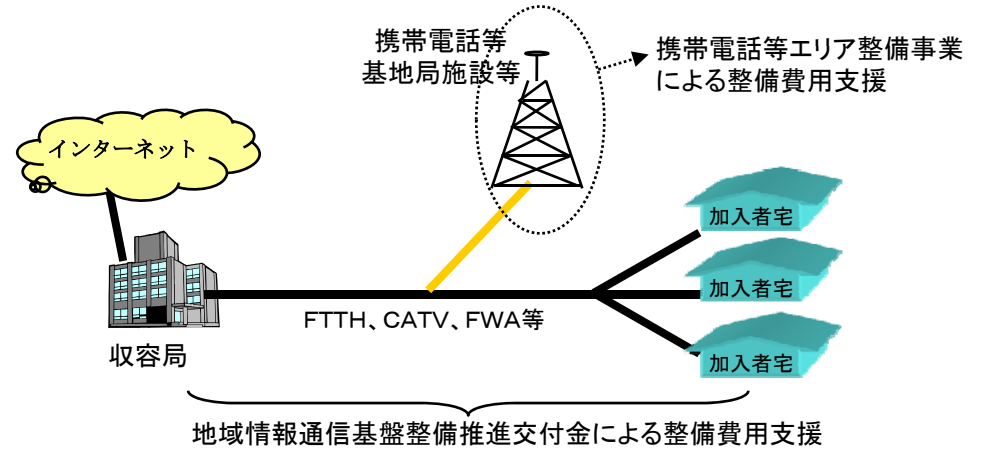 携帯電話等
基地局施設等
携帯電話等エリア整備事業
による整備費用支援
インターネット
加入者宅
加入者宅
加入者宅
FTTH、CATV、FWA等
収容局
地域情報通信基盤整備推進交付金による整備費用支援